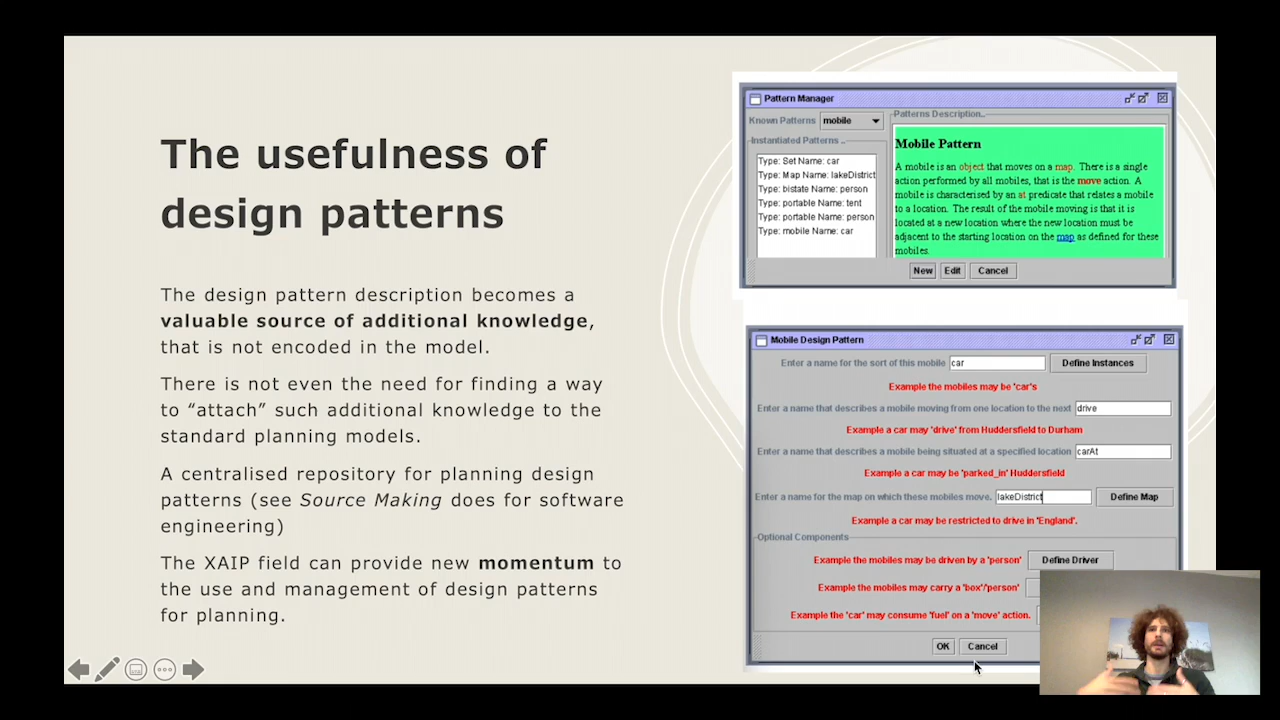 The usefulness of
design patterns
The design pattern description becomes a
valuable source of additional knowledge,
that is not encoded in the model.
There is not even the need for finding a way
to “attach” such additional knowledge to the
standard planning models.
A centralised repository for planning design
patterns (see Source Making does for software
engineering)
The XAIP field can provide new momentum to
the use and management of design patterns
for planning.
Pattern Manager
Known Patterns mobile
Instantiated Patterns ..
Type: Set Name: car
Type: Map Name: lakeDistrict
Type: bistate Name: person
Type: portable Name: tent
Type: portable Name: person
Type: mobile Name: car
Patterns Description..
Mobile Pattern
A mobile is an object that moves on a map. There is a single
action performed by all mobiles, that is the move action. A
mobile is characterised by an at predicate that relates a mobile
to a location. The result of the mobile moving is that it is
located at a new location where the new location must be
adjacent to the starting location on the map as defined for these
mobiles.
New Edit Cancel
Mobile Design Pattern
Enter a name for the sort of this mobile car Define Instances
Example the mobiles may be 'car's
Enter a name that describes a mobile moving from one location to the next drive
Example a car may 'drive' from Huddersfield to Durham
Enter a name that describes a mobile being situated at a specified location carAt
Example a car may be 'parked_in' Huddersfield
Enter a name for the map on which these mobiles move. lakeDistrict Define Map
Example a car may be restricted to drive in 'England'.
Optional Components
Example the mobiles may be driven by a 'person' Define Driver
Example the mobiles may carry a 'box'/'person'
Example the 'car' may consume 'fuel' on a 'move' action.
OK Cancel